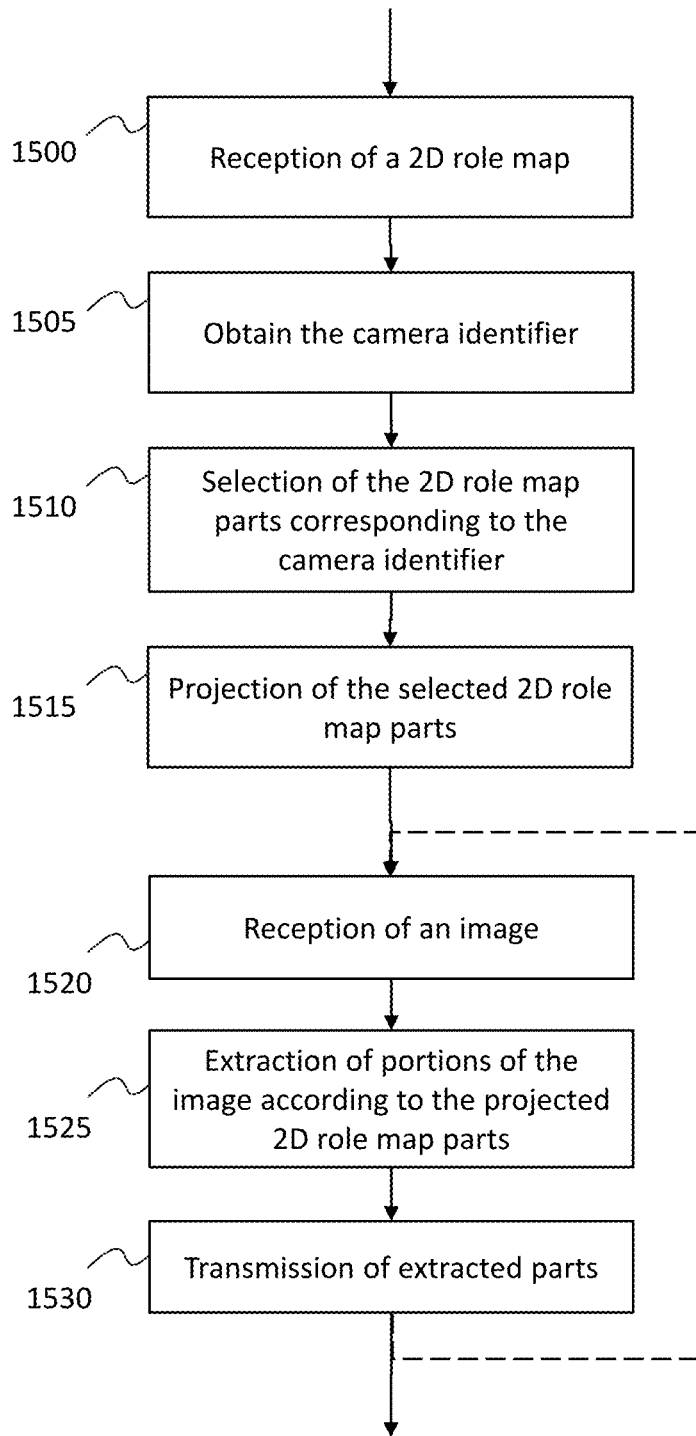 1500
Reception of a 2D role map
1505
Obtain the camera identifier
1510
Selection of the 2D role map
parts corresponding to the
camera identifier
1515
Projection of the selected 2D role
map parts
1520
Reception of an image
1525
Extraction of portions of the
image according to the projected
2D role map parts
1530
Transmission of extracted parts